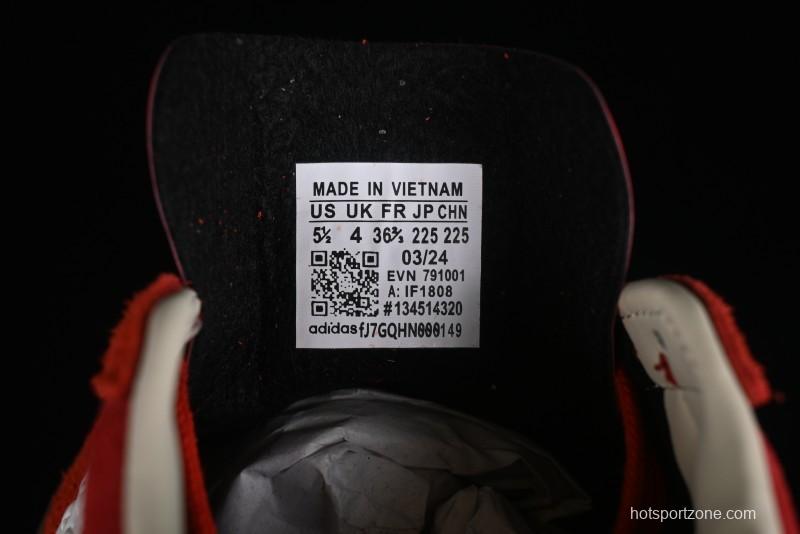 MADE IN VIETNAM
US UK FR JP CHN
5½ 4 36⅔ 225 225
03/24
EVN 791001
A: IF1808
#134514320
adidas fJ7GQHN000149
hotsportzone.com